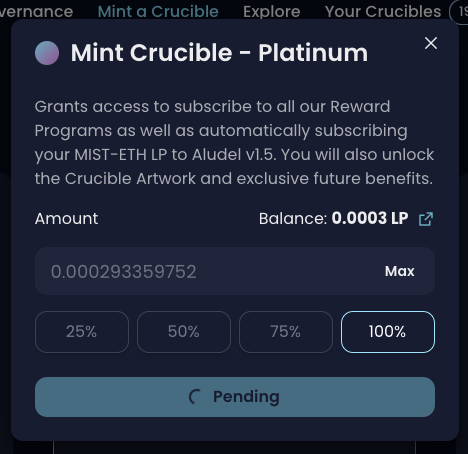 Mint a Crucible Explore Your Crucibles
Mint Crucible - Platinum
Grants access to subscribe to all our Reward
Programs as well as automatically subscribing
your MIST-ETH LP to Aludel v1.5. You will also unlock
the Crucible Artwork and exclusive future benefits.
Amount Balance: 0.0003 LP
0.000293359752 Max
25% 50% 75% 100%
Pending